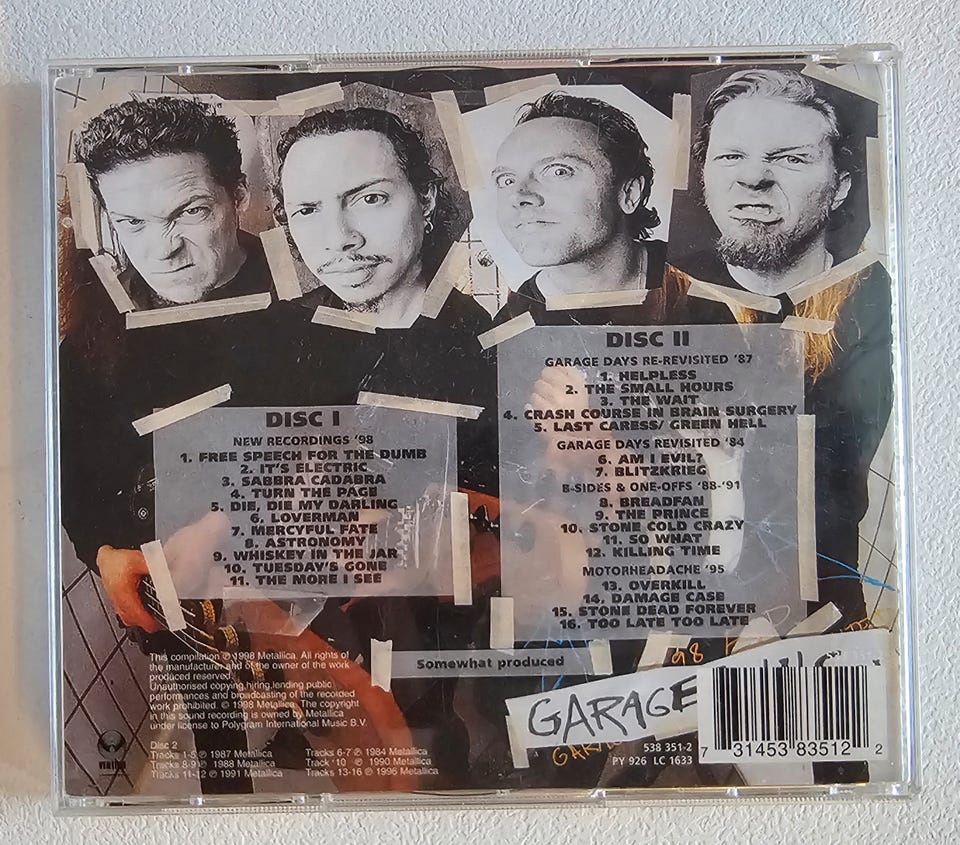 DISC I
NEW RECORDINGS '98
1. FREE SPEECH FOR THE DUMB
2. IT'S ELECTRIC
3. SABBRA CADABRA
4. TURN THE PAGE
5. DIE, DIE MY DARLING
6. LOVERMAN
7. MERCYFUL FATE
8. ASTRONOMY
9. WHISKEY IN THE JAR
10. TUESDAY'S GONE
11. THE MORE I SEE
DISC II
GARAGE DAYS RE-REVISITED '87
1. HELPLESS
2. THE SMALL HOURS
3. THE WAIT
4. CRASH COURSE IN BRAIN SURGERY
5. LAST CARESS/ GREEN HELL
GARAGE DAYS REVISITED '84
6. AM I EVIL?
7. BLITZKRIEG
B-SIDES & ONE-OFFS '88-'91
8. BREADFAN
9. THE PRINCE
10. STONE COLD CRAZY
11. SO WHAT
12. KILLING TIME
MOTORHEADACHE '95
13. OVERKILL
14. DAMAGE CASE
15. STONE DEAD FOREVER
16. TOO LATE TOO LATE
Somewhat produced
This compilation ℗ 1998 Metallica. All rights of
the manufacturer and of the owner of the work
produced reserved.
Unauthorised copying,hiring,lending public
performances and broadcasting of the recorded
work prohibited. © 1998 Metallica. The copyright
in this sound recording is owned by Metallica
under license to Polygram International Music B.V.
Disc 2
Tracks 1-5 ℗ 1987 Metallica
Tracks 8-9 ℗ 1988 Metallica
Tracks 11-12 ℗ 1991 Metallica
Tracks 6-7 ℗ 1984 Metallica
Track 10 ℗ 1990 Metallica
Tracks 13-16 ℗ 1996 Metallica
VERTIGO
98
GARAGE
538 351-2
PY 926 LC 1633
7 31453 83512 2